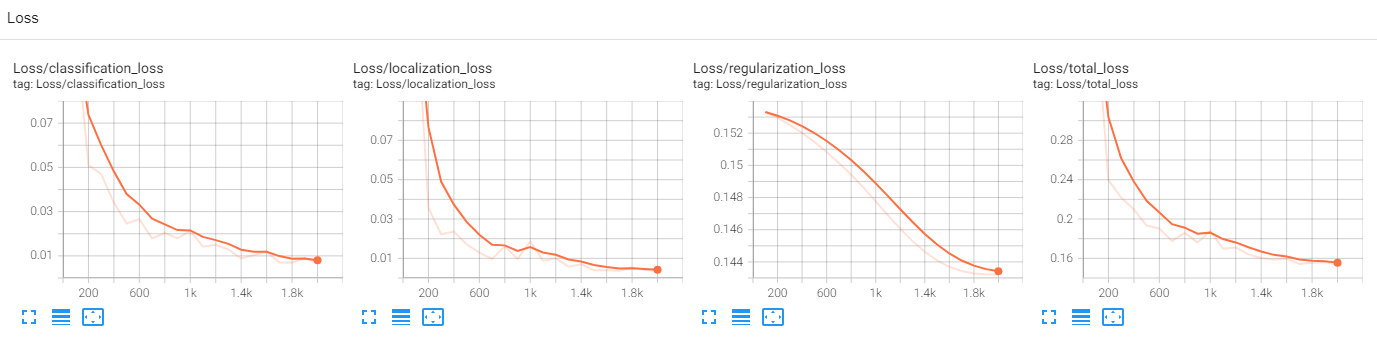 Loss
Loss/classification_loss
tag: Loss/classification_loss
0.07
0.05
0.03
0.01
200 600 1k 1.4k 1.8k
Loss/localization_loss
tag: Loss/localization_loss
0.07
0.05
0.03
0.01
200 600 1k 1.4k 1.8k
Loss/regularization_loss
tag: Loss/regularization_loss
0.152
0.15
0.148
0.146
0.144
200 600 1k 1.4k 1.8k
Loss/total_loss
tag: Loss/total_loss
0.28
0.24
0.2
0.16
200 600 1k 1.4k 1.8k